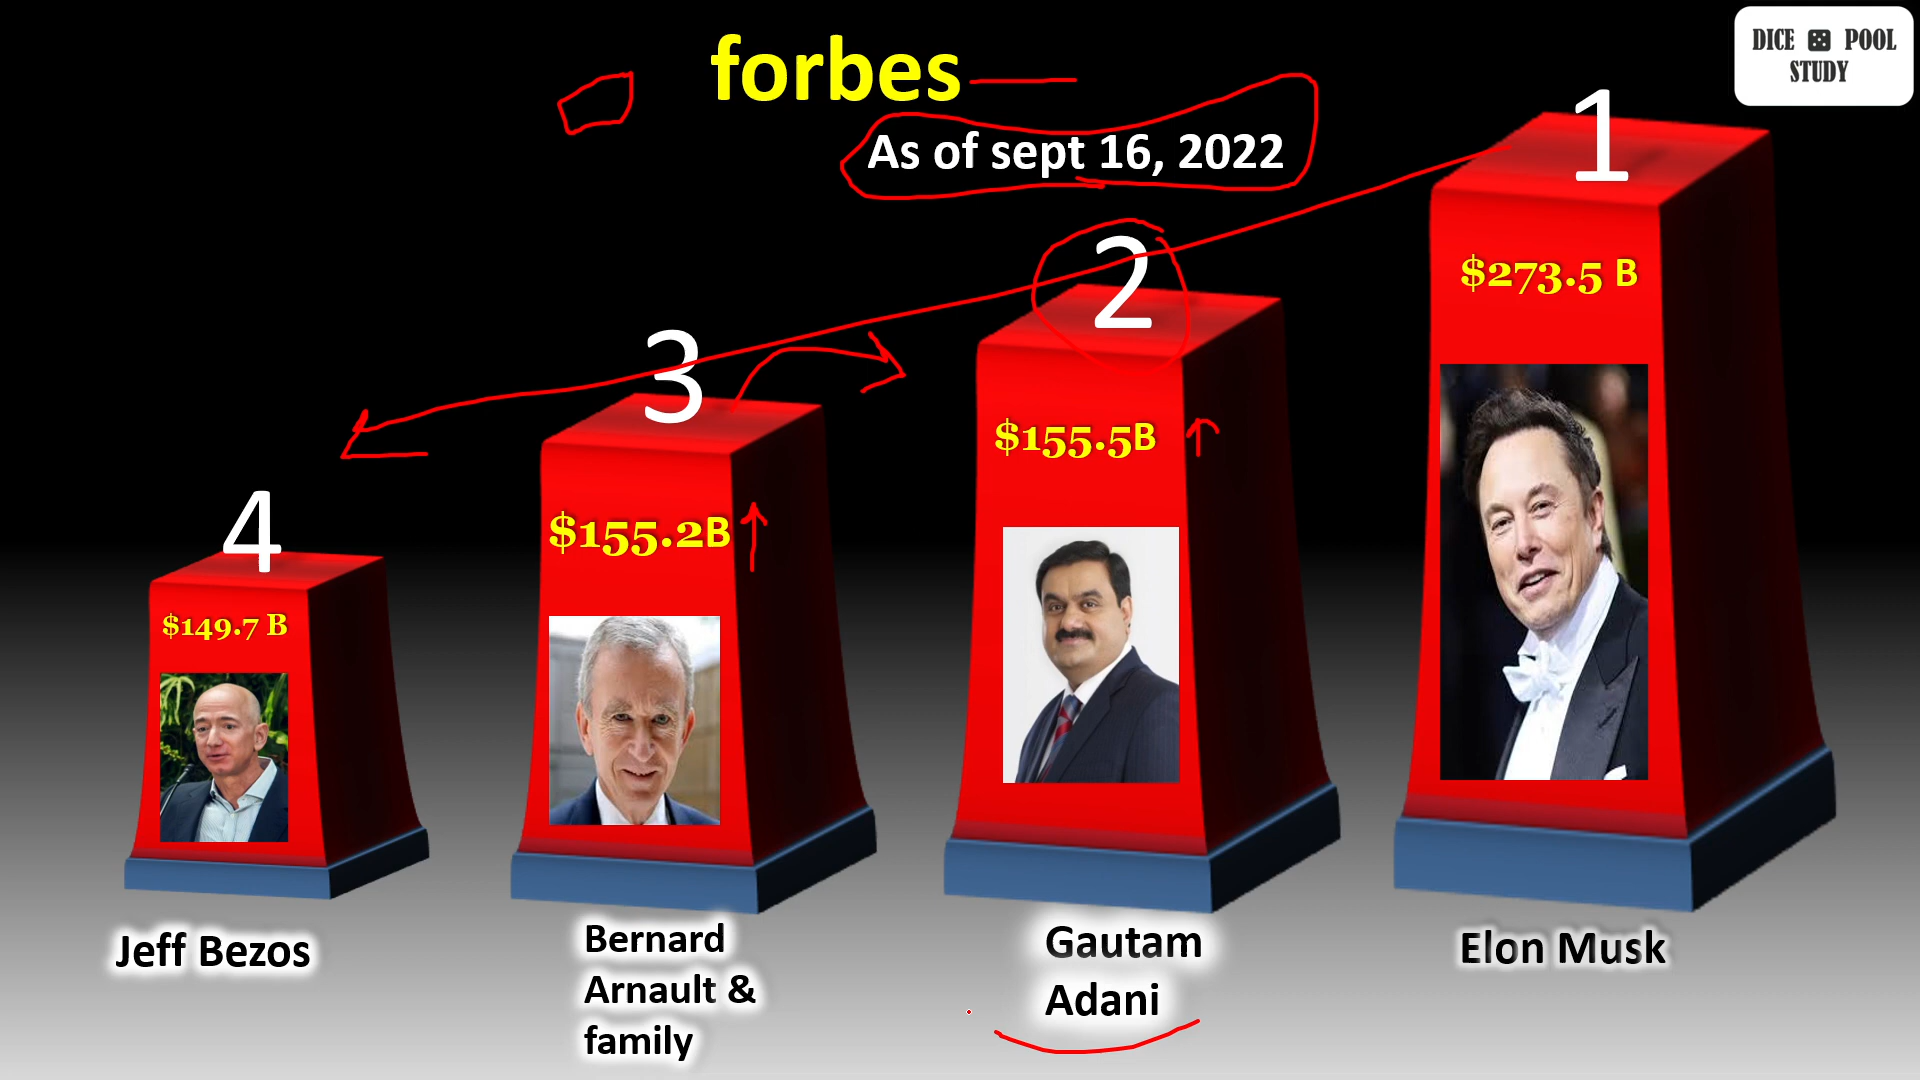 DICE POOL
STUDY
forbes
As of sept 16, 2022
1
$273.5 B
2
$155.5B
3
$155.2B
4
$149.7 B
Jeff Bezos
Bernard
Arnault &
family
Gautam
Adani
Elon Musk